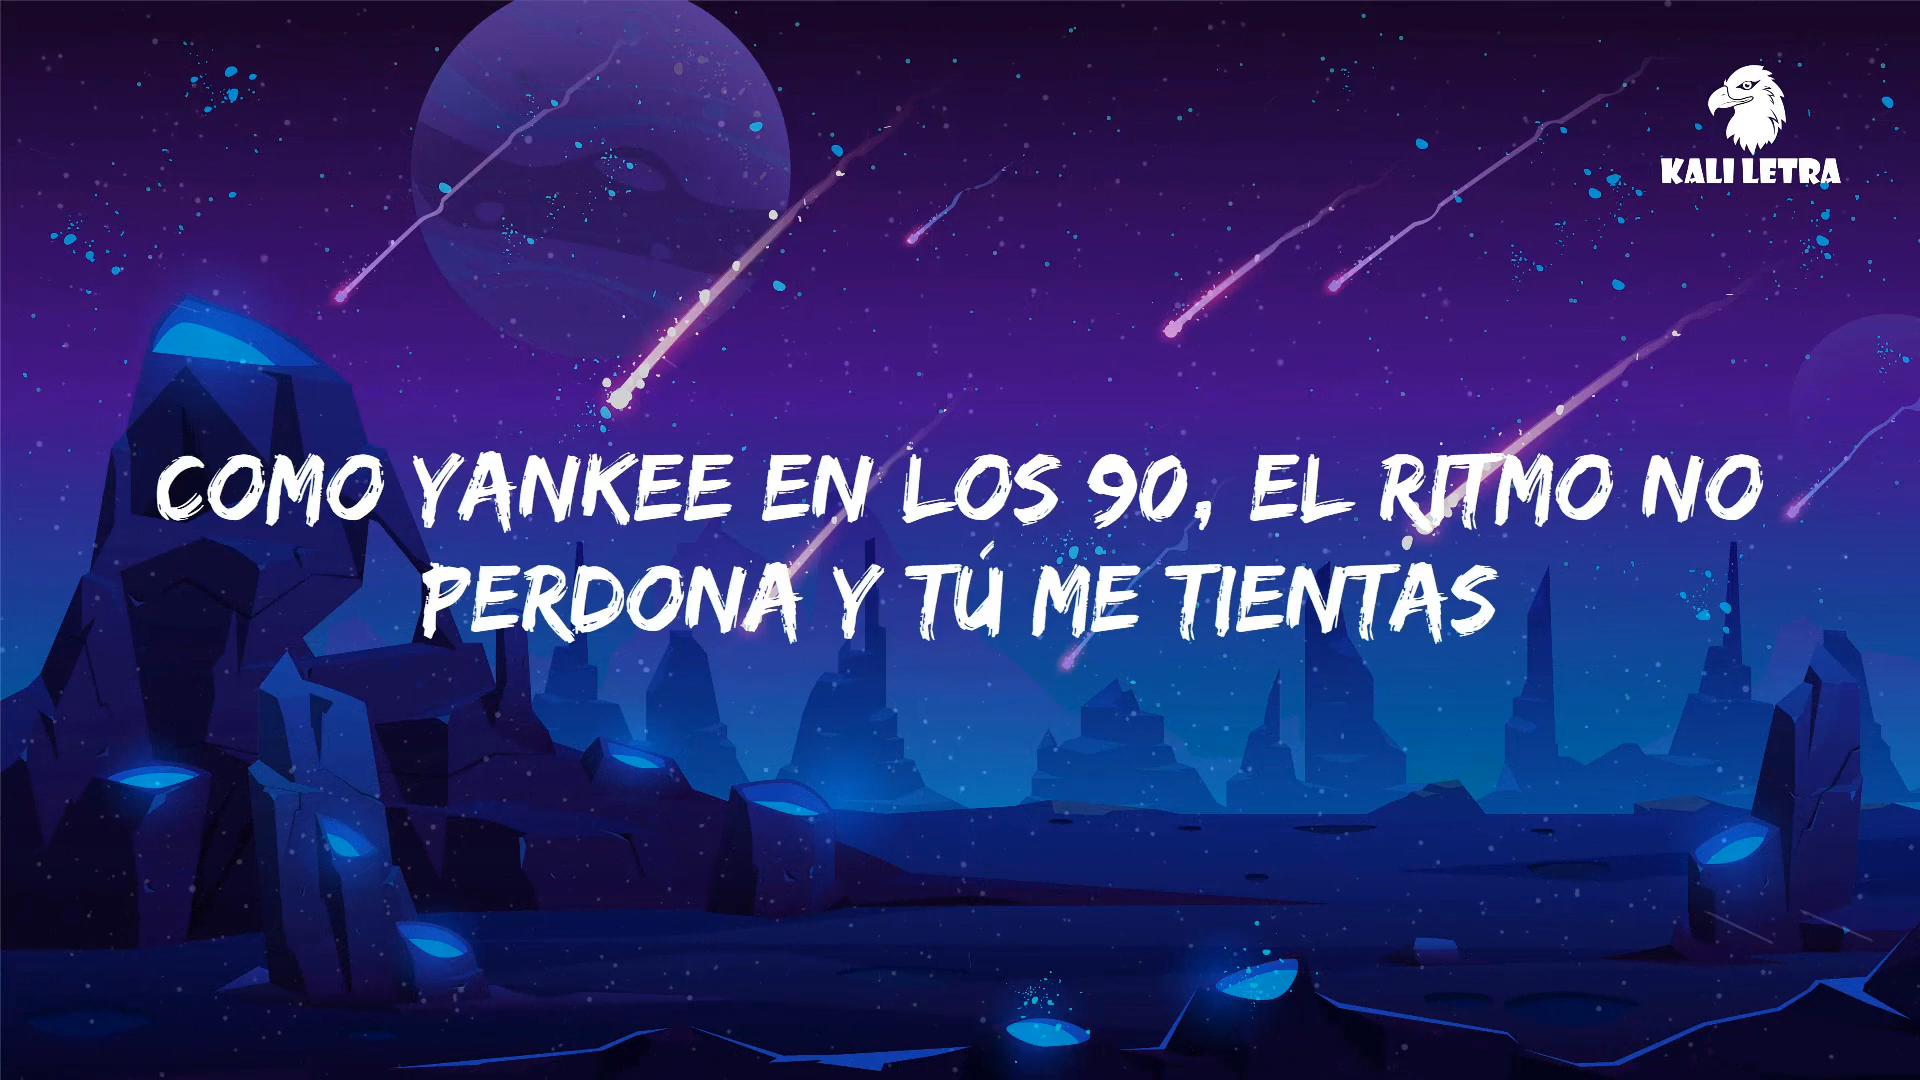 KALI LETRA
COMO YANKEE EN LOS 90, EL RITMO NO
PERDONA Y TÚ ME TIENTAS